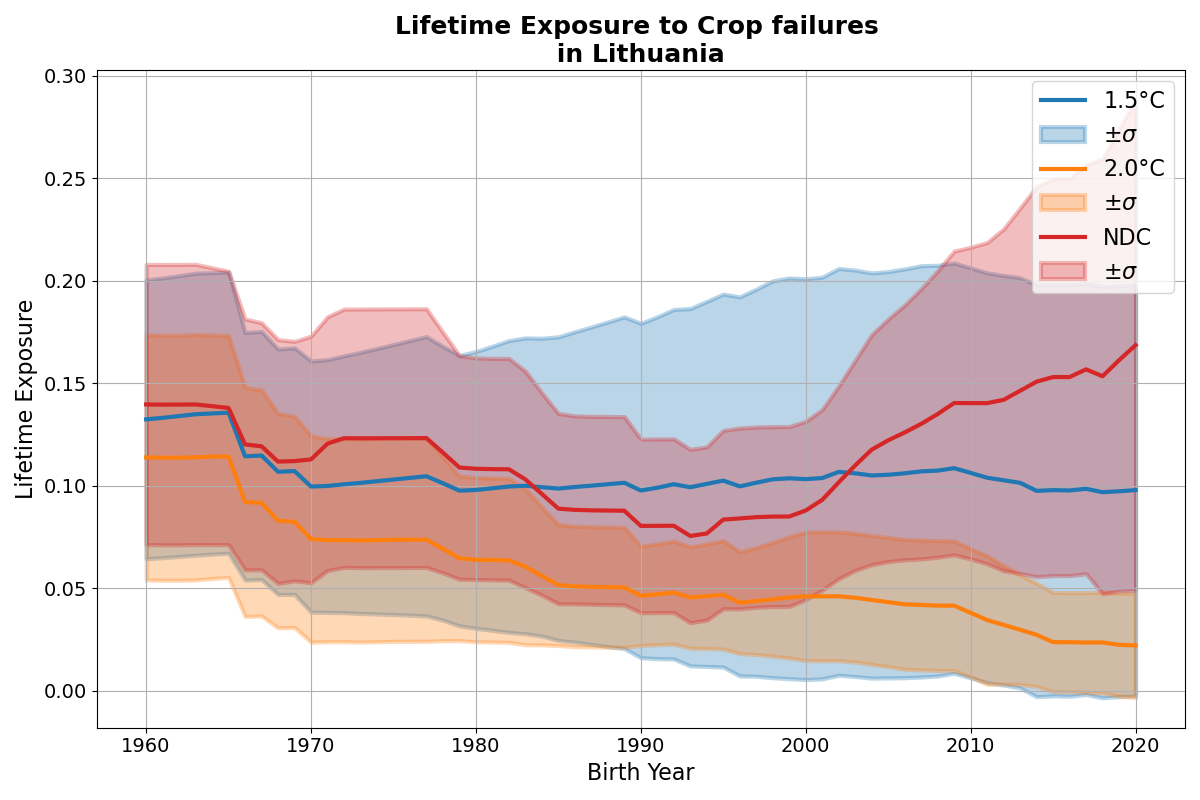 Lifetime Exposure to Crop failures
in Lithuania
0.30
0.25
0.20
0.15
0.10
0.05
0.00
Lifetime Exposure
1960
1970
1980
1990
2000
2010
2020
Birth Year
1.5°C
±σ
2.0°C
±σ
NDC
±σ